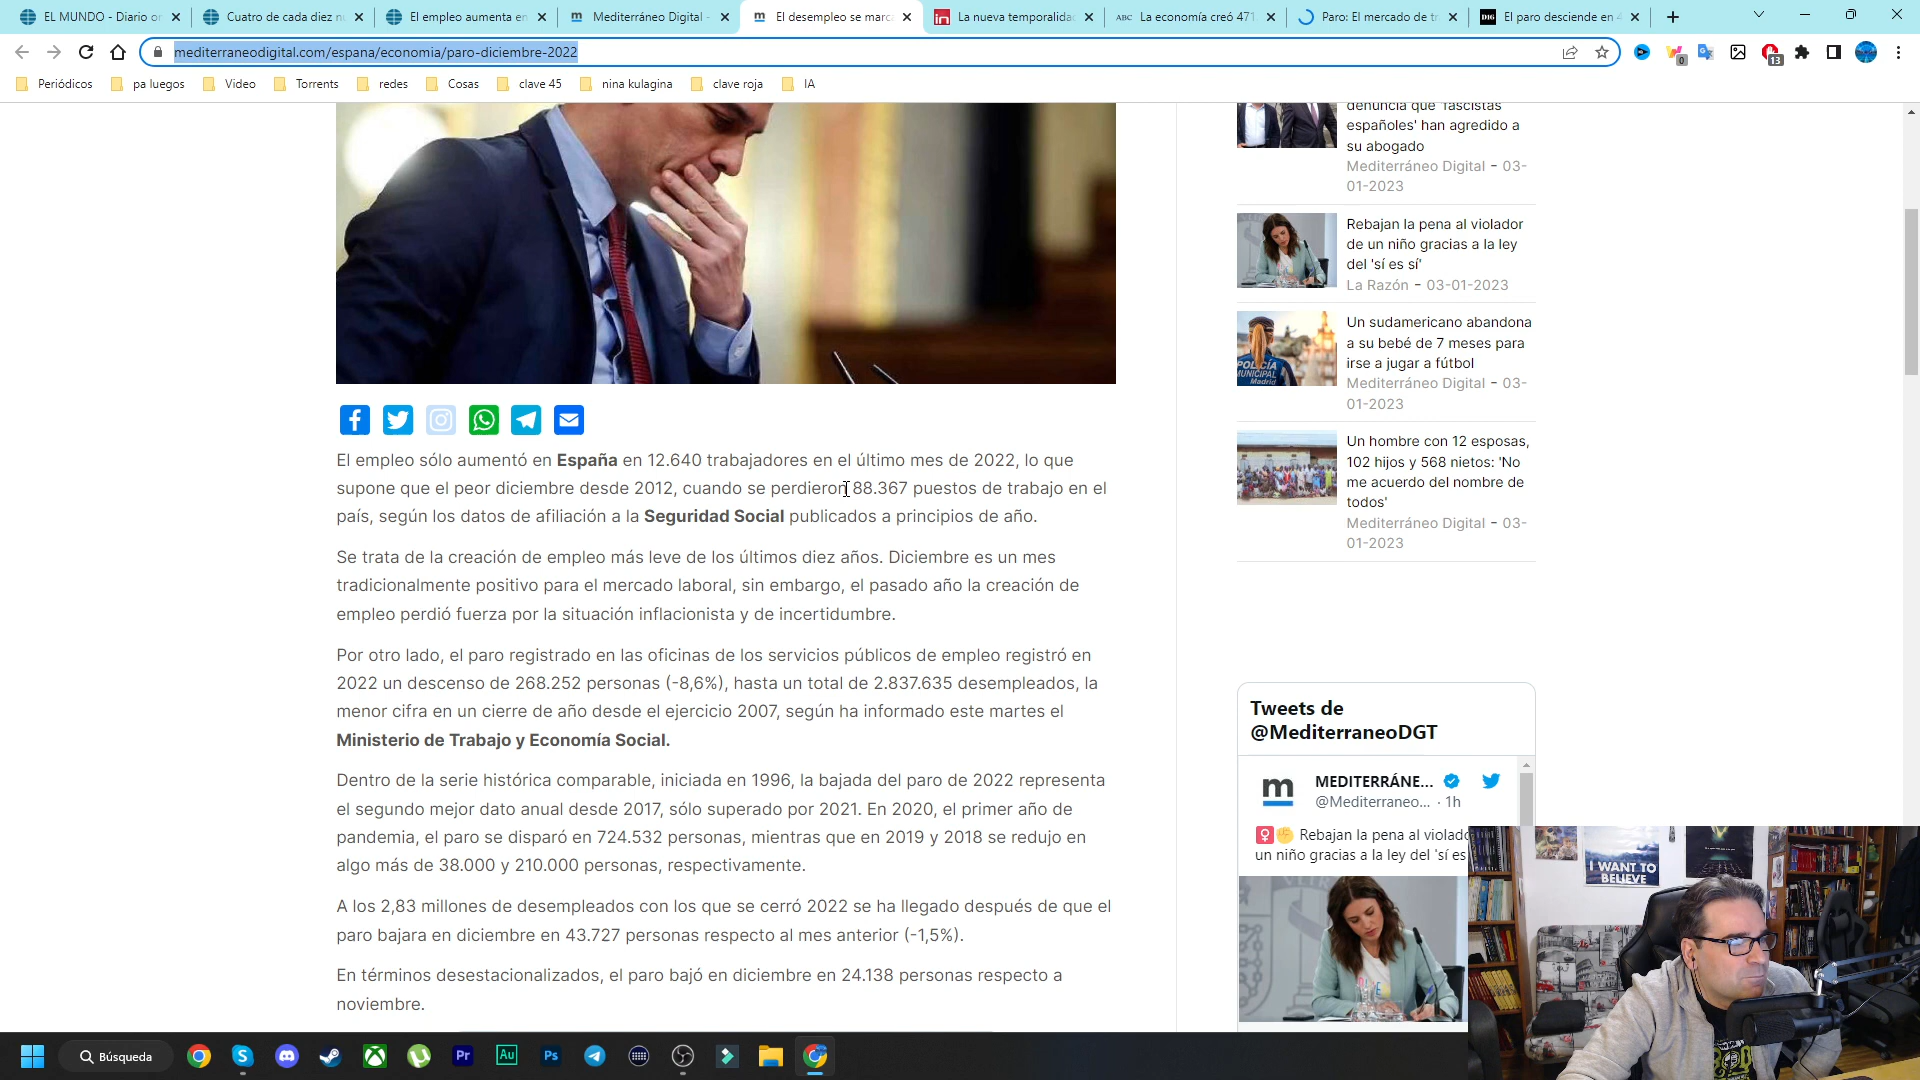 EL MUNDO - Diario or
Cuatro de cada diez nu
El empleo aumenta en
Mediterráneo Digital -
El desempleo se marca
La nueva temporalidad
ABC La economía creó 471.
Paro: El mercado de tr
El paro desciende en 4
mediterraneodigital.com/espana/economia/paro-diciembre-2022
0
13
Periódicos
pa luegos
Video
Torrents
redes
Cosas
clave 45
nina kulagina
clave roja
IA
El empleo sólo aumentó en España en 12.640 trabajadores en el último mes de 2022, lo que
supone que el peor diciembre desde 2012, cuando se perdieron 88.367 puestos de trabajo en el
país, según los datos de afiliación a la Seguridad Social publicados a principios de año.
Se trata de la creación de empleo más leve de los últimos diez años. Diciembre es un mes
tradicionalmente positivo para el mercado laboral, sin embargo, el pasado año la creación de
empleo perdió fuerza por la situación inflacionista y de incertidumbre.
Por otro lado, el paro registrado en las oficinas de los servicios públicos de empleo registró en
2022 un descenso de 268.252 personas (-8,6%), hasta un total de 2.837.635 desempleados, la
menor cifra en un cierre de año desde el ejercicio 2007, según ha informado este martes el
Ministerio de Trabajo y Economía Social.
Dentro de la serie histórica comparable, iniciada en 1996, la bajada del paro de 2022 representa
el segundo mejor dato anual desde 2017, sólo superado por 2021. En 2020, el primer año de
pandemia, el paro se disparó en 724.532 personas, mientras que en 2019 y 2018 se redujo en
algo más de 38.000 y 210.000 personas, respectivamente.
A los 2,83 millones de desempleados con los que se cerró 2022 se ha llegado después de que el
paro bajara en diciembre en 43.727 personas respecto al mes anterior (-1,5%).
En términos desestacionalizados, el paro bajó en diciembre en 24.138 personas respecto a
noviembre.
denuncia que 'fascistas
españoles' han agredido a
su abogado
Mediterráneo Digital - 03-
01-2023
Rebajan la pena al violador
de un niño gracias a la ley
del 'sí es sí'
La Razón - 03-01-2023
Un sudamericano abandona
a su bebé de 7 meses para
irse a jugar a fútbol
Mediterráneo Digital - 03-
01-2023
POLICÍA
MUNICIPAL
Madrid
Un hombre con 12 esposas,
102 hijos y 568 nietos: 'No
me acuerdo del nombre de
todos'
Mediterráneo Digital - 03-
01-2023
Tweets de
@MediterraneoDGT
MEDITERRÁNE...
@Mediterraneo... · 1h
Rebajan la pena al violado
un niño gracias a la ley del 'sí es
I WANT TO
BELIEVE
Búsqueda
Pr
Au
Ps